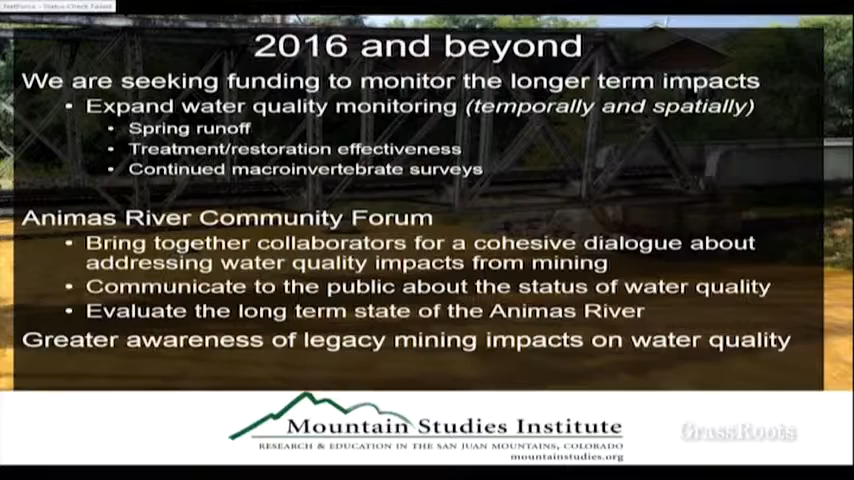 2016 and beyond
We are seeking funding to monitor the longer term impacts
• Expand water quality monitoring (temporally and spatially)
• Spring runoff
• Treatment/restoration effectiveness
• Continued macroinvertebrate surveys
Animas River Community Forum
• Bring together collaborators for a cohesive dialogue about
addressing water quality impacts from mining
• Communicate to the public about the status of water quality
• Evaluate the long term state of the Animas River
Greater awareness of legacy mining impacts on water quality
Mountain Studies Institute
RESEARCH & EDUCATION IN THE SAN JUAN MOUNTAINS, COLORADO
mountainstudies.org
GrassRoots